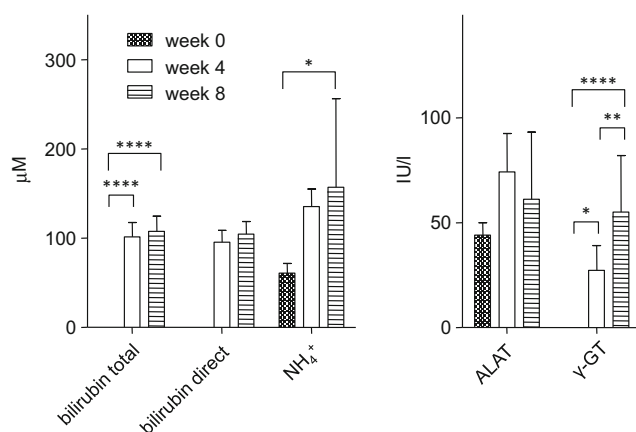 week 0
week 4
week 8
300
200
100
0
µM
****
****
*
bilirubin total
bilirubin direct
NH₄⁺
100
50
0
IU/l
****
**
*
ALAT
γ-GT